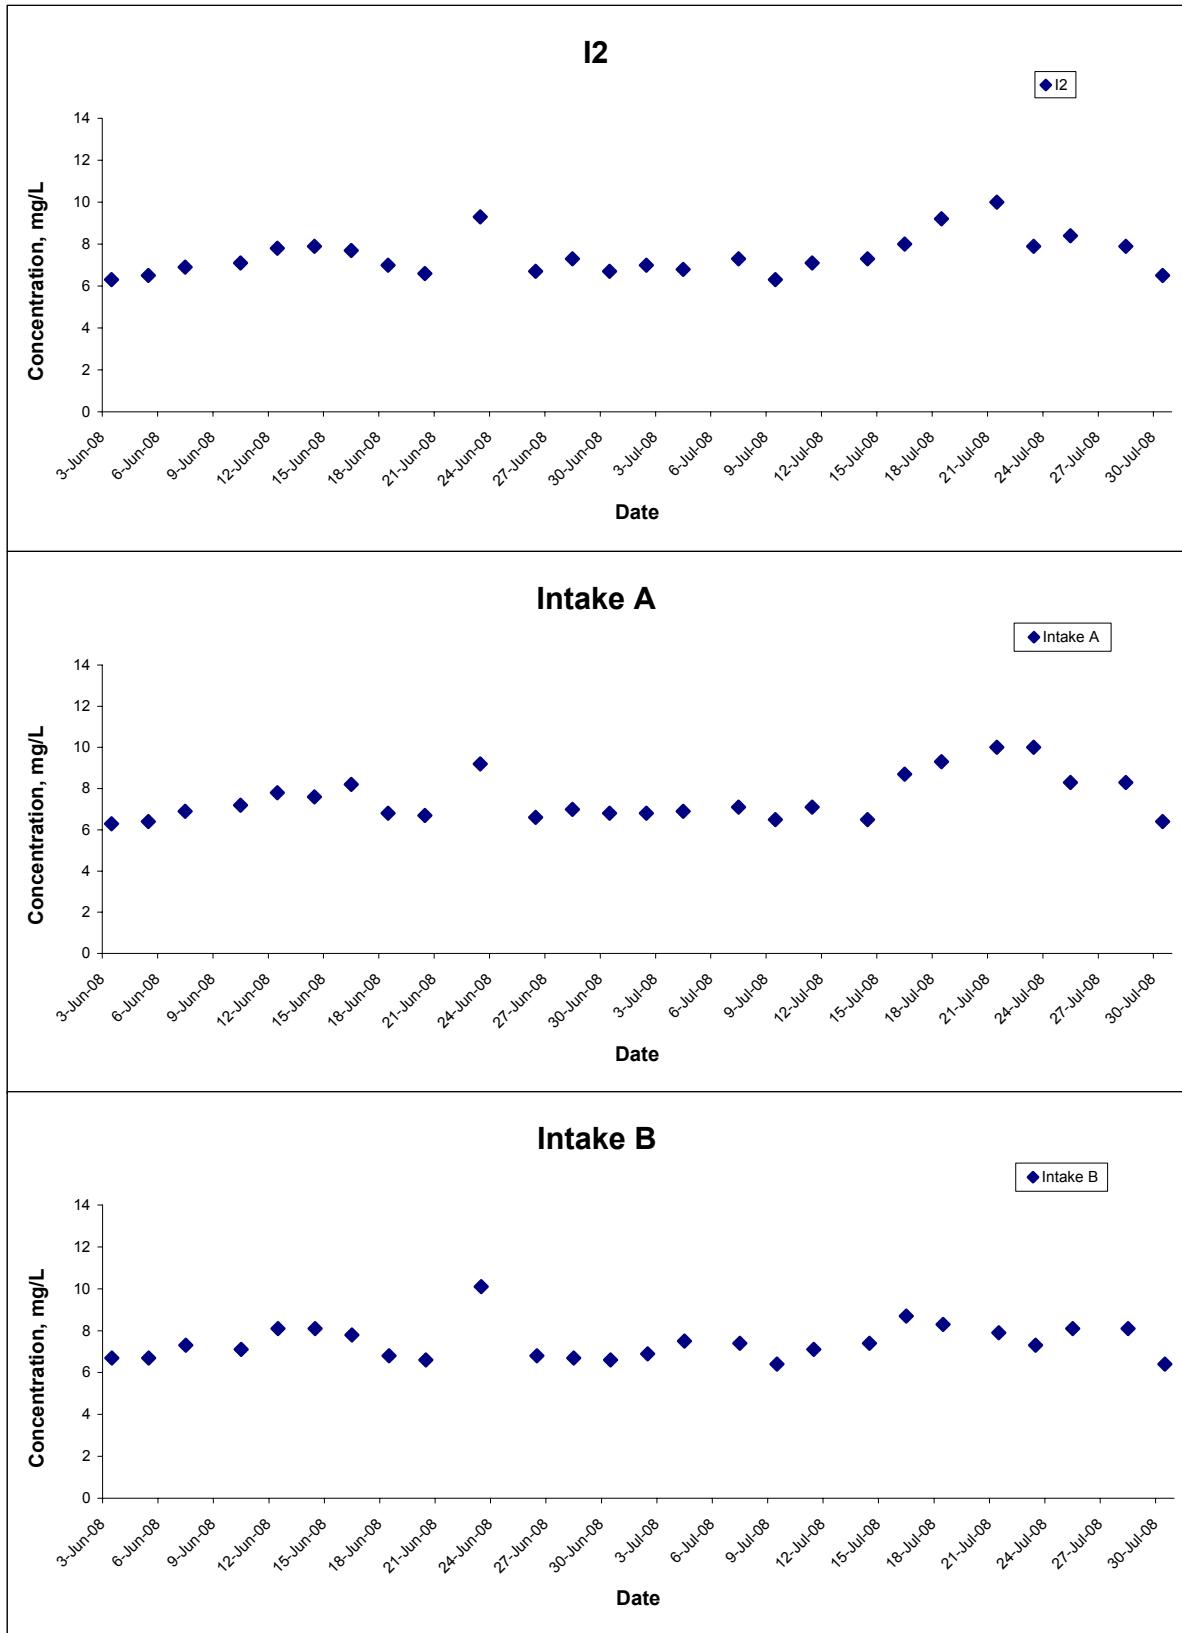 I2
I2
14
12
10
8
6
4
2
0
Concentration, mg/L
3-Jun-08
6-Jun-08
9-Jun-08
12-Jun-08
15-Jun-08
18-Jun-08
21-Jun-08
24-Jun-08
27-Jun-08
30-Jun-08
3-Jul-08
6-Jul-08
9-Jul-08
12-Jul-08
15-Jul-08
18-Jul-08
21-Jul-08
24-Jul-08
27-Jul-08
30-Jul-08
Date
Intake A
Intake A
14
12
10
8
6
4
2
0
Concentration, mg/L
3-Jun-08
6-Jun-08
9-Jun-08
12-Jun-08
15-Jun-08
18-Jun-08
21-Jun-08
24-Jun-08
27-Jun-08
30-Jun-08
3-Jul-08
6-Jul-08
9-Jul-08
12-Jul-08
15-Jul-08
18-Jul-08
21-Jul-08
24-Jul-08
27-Jul-08
30-Jul-08
Date
Intake B
Intake B
14
12
10
8
6
4
2
0
Concentration, mg/L
3-Jun-08
6-Jun-08
9-Jun-08
12-Jun-08
15-Jun-08
18-Jun-08
21-Jun-08
24-Jun-08
27-Jun-08
30-Jun-08
3-Jul-08
6-Jul-08
9-Jul-08
12-Jul-08
15-Jul-08
18-Jul-08
21-Jul-08
24-Jul-08
27-Jul-08
30-Jul-08
Date